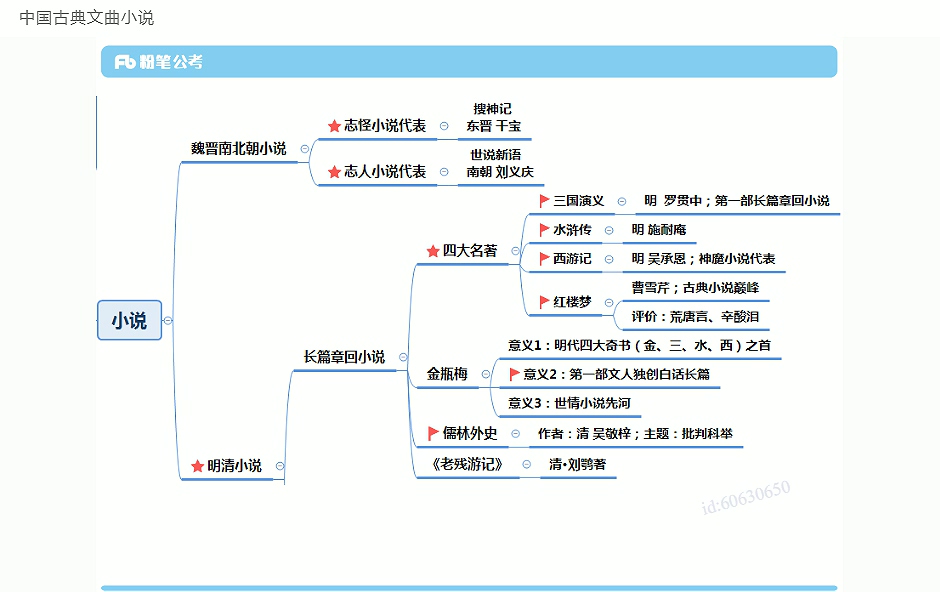 中国古典文曲小说
Fb 粉笔公考
小说
魏晋南北朝小说
志怪小说代表
搜神记
东晋 干宝
志人小说代表
世说新语
南朝 刘义庆
明清小说
长篇章回小说
四大名著
三国演义
明 罗贯中；第一部长篇章回小说
水浒传
明 施耐庵
西游记
明 吴承恩；神魔小说代表
红楼梦
曹雪芹；古典小说巅峰
评价：荒唐言、辛酸泪
金瓶梅
意义1：明代四大奇书（金、三、水、西）之首
意义2：第一部文人独创白话长篇
意义3：世情小说先河
儒林外史
作者：清 吴敬梓；主题：批判科举
《老残游记》
清·刘鹗著
id:60630650